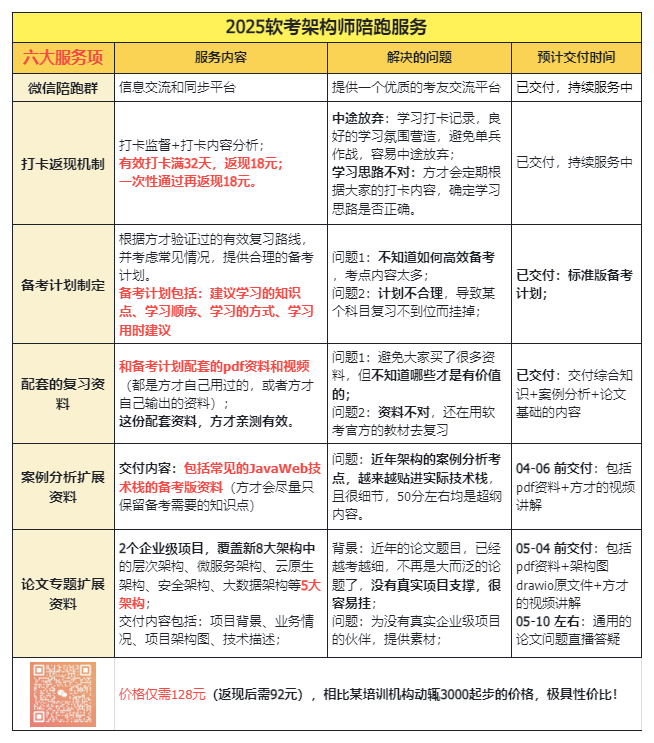 2025软考架构师陪跑服务
六大服务项
服务内容
解决的问题
预计交付时间
微信陪跑群
信息交流和同步平台
提供一个优质的考友交流平台
已交付，持续服务中
打卡返现机制
打卡监督+打卡内容分析；
有效打卡满32天，返现18元；
一次性通过再返现18元。
中途放弃：学习打卡记录，良
好的学习氛围营造，避免单兵
作战，容易中途放弃；
学习思路不对：方才会定期根
据大家的打卡内容，确定学习
思路是否正确。
已交付，持续服务中
备考计划制定
根据方才验证过的有效复习路线，
并考虑常见情况，提供合理的备考
计划。
备考计划包括：建议学习的知识
点、学习顺序、学习的方式、学习
用时建议
问题1：不知道如何高效备考
，考点内容太多；
问题2：计划不合理，导致某
个科目复习不到位而挂掉；
已交付：标准版备考
计划；
配套的复习资
料
和备考计划配套的pdf资料和视频
（都是方才自己用过的，或者方才
自己输出的资料）；
这份配套资料，方才亲测有效。
问题1：避免大家买了很多资
料，但不知道哪些才是有价值
的；
问题2：资料不对，还在用软
考官方的教材去复习
已交付：交付综合知
识+案例分析+论文
基础的内容
案例分析扩展
资料
交付内容：包括常见的JavaWeb技
术栈的备考版资料（方才会尽量只
保留备考需要的知识点）
问题：近年架构的案例分析考
点，越来越贴进实际技术栈，
且很细节，50分左右均是超纲
内容。
04-06 前交付：包括
pdf资料+方才的视频
讲解
论文专题扩展
资料
2个企业级项目，覆盖新8大架构中
的层次架构、微服务架构、云原生
架构、安全架构、大数据架构等5大
架构；
交付内容包括：项目背景、业务情
况、项目架构图、技术描述；
背景：近年的论文题目，已经
越考越细，不再是大而泛的论
题了，没有真实项目支撑，很
容易挂；
问题：为没有真实企业级项目
的伙伴，提供素材；
05-04 前交付：包括
pdf资料+架构图
drawio原文件+方才
的视频讲解
05-10 左右：通用的
论文问题直播答疑
价格仅需128元（返现后需92元），相比某培训机构动辄3000起步的价格，极具性价比！